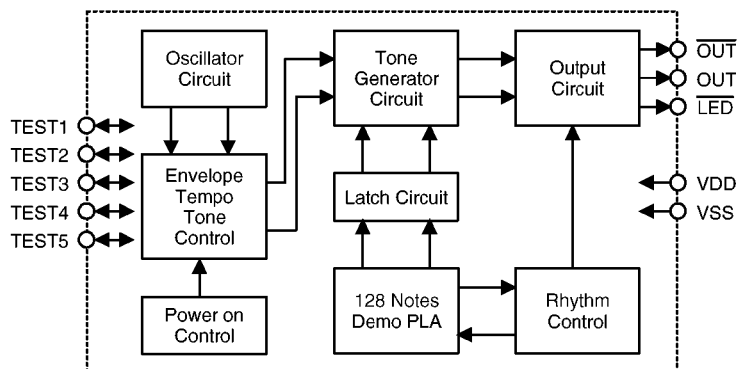 Oscillator
Circuit
Tone
Generator
Circuit
Output
Circuit
OUT
OUT
LED
TEST1
TEST2
TEST3
TEST4
TEST5
Envelope
Tempo
Tone
Control
Latch Circuit
VDD
VSS
Power on
Control
128 Notes
Demo PLA
Rhythm
Control